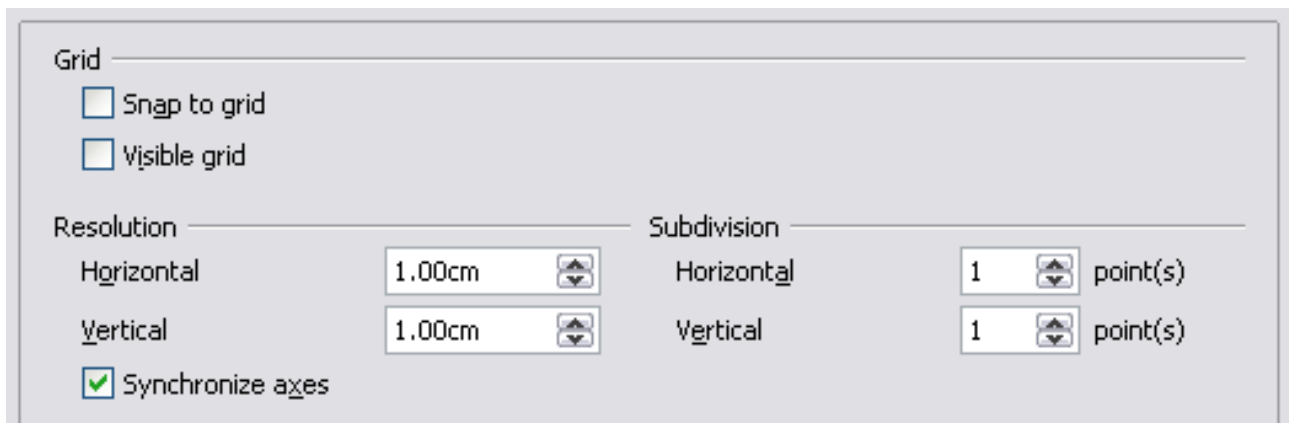 Grid
Snap to grid
Visible grid
Resolution
Horizontal 1.00cm
Vertical 1.00cm
Synchronize axes
Subdivision
Horizontal 1 point(s)
Vertical 1 point(s)